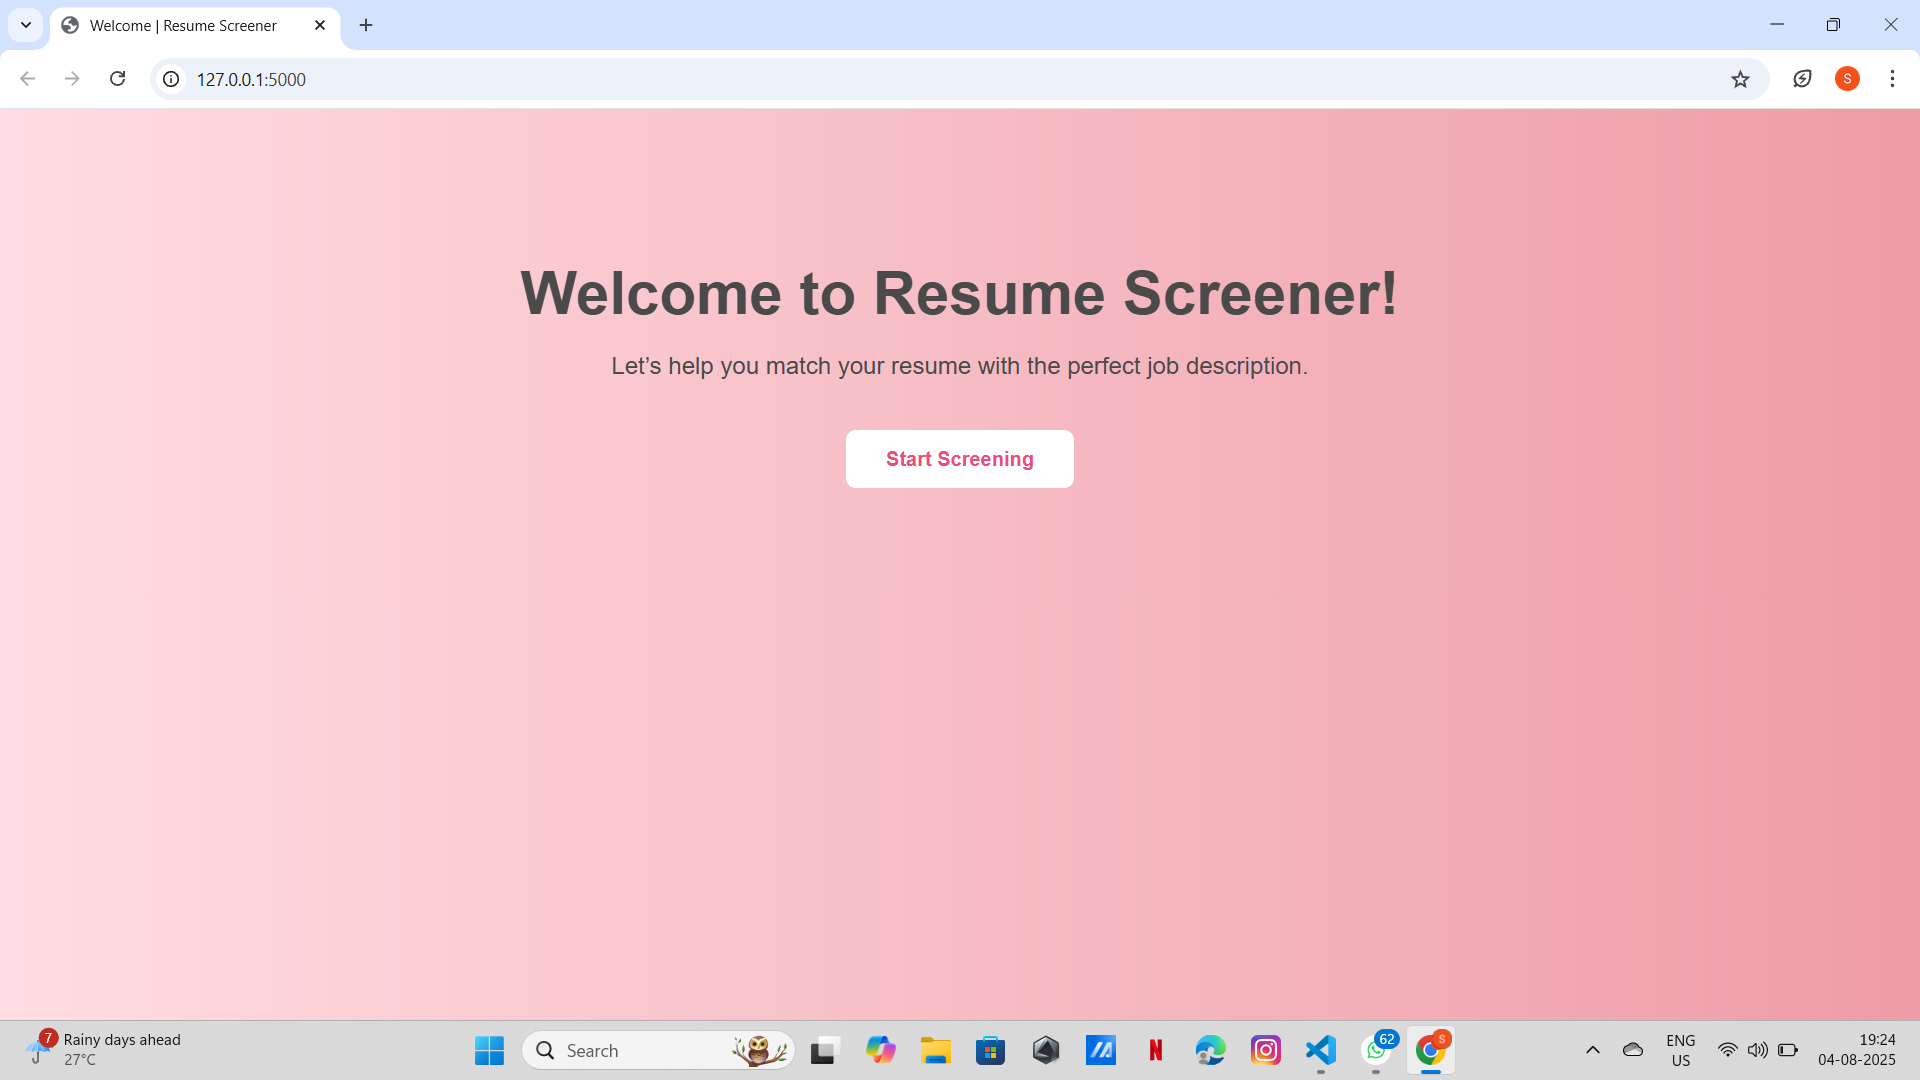 Welcome | Resume Screener
127.0.0.1:5000
S
Welcome to Resume Screener!
Let’s help you match your resume with the perfect job description.
Start Screening
7
Rainy days ahead
27°C
Search
N
62
S
ENG
US
19:24
04-08-2025